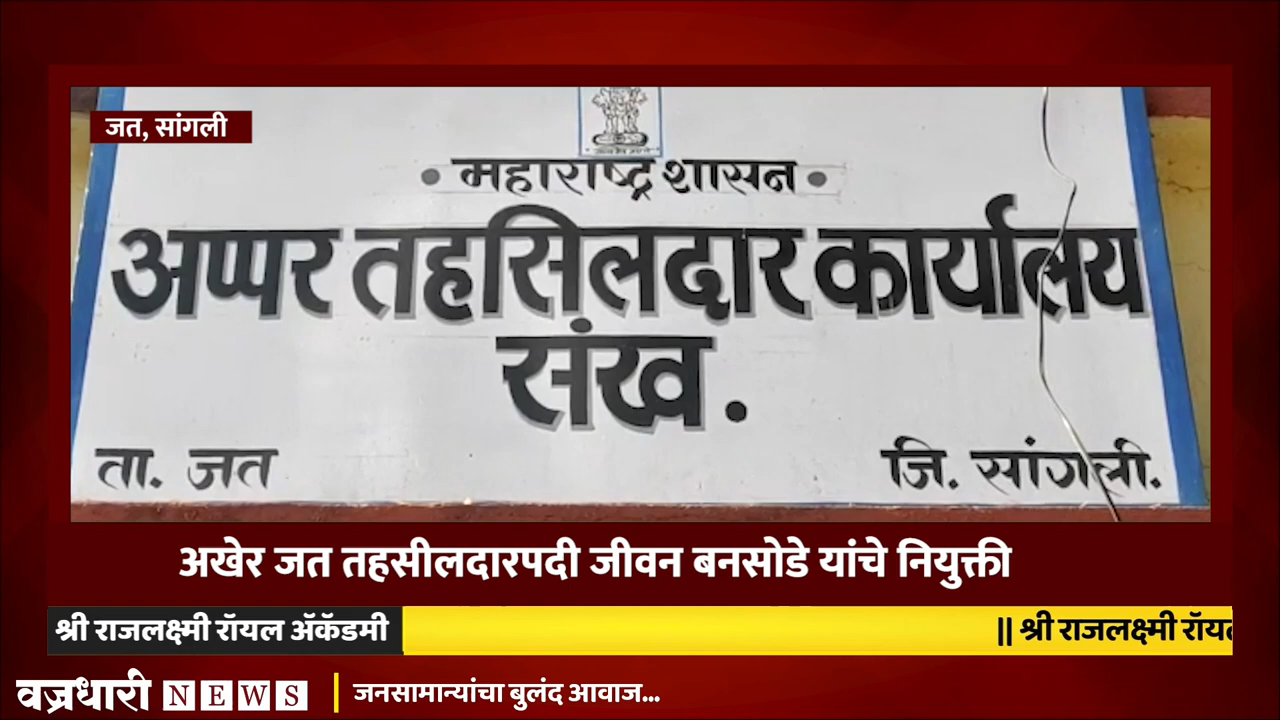 जत, सांगली
• महाराष्ट्र शासन •
अप्पर तहसिलदार कार्यालय
संख.
ता. जत
जि. सांगली.
अखेर जत तहसीलदारपदी जीवन बनसोडे यांचे नियुक्ती
श्री राजलक्ष्मी रॉयल ॲकॅडमी
|| श्री राजलक्ष्मी रॉयल
वज्रधारी NEWS
जनसामान्यांचा बुलंद आवाज...